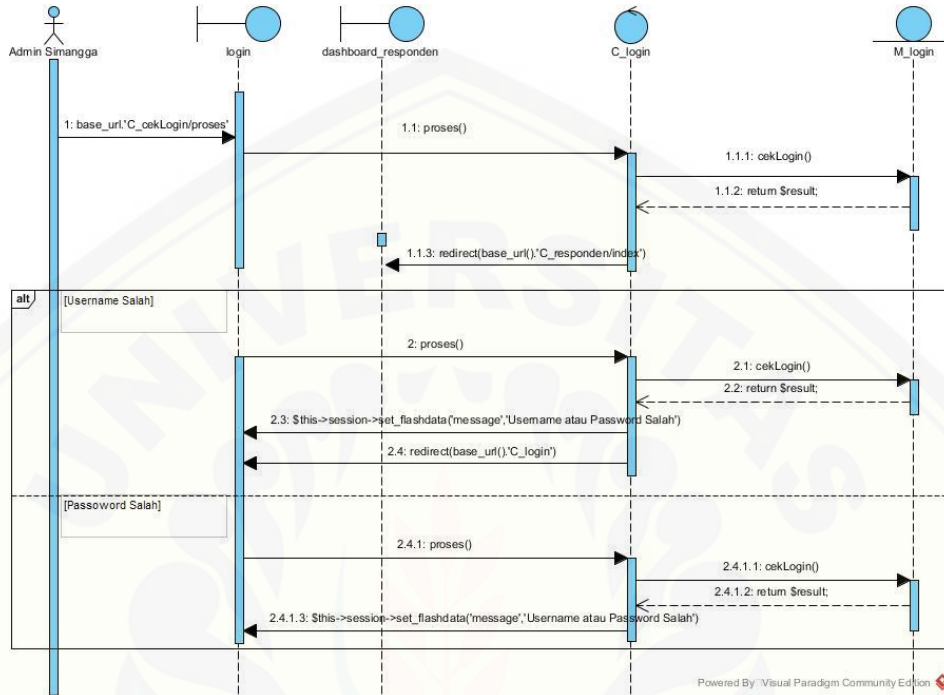 Admin Simangga
login
dashboard_responden
C_login
M_login
1: base_url.'C_cekLogin/proses'
1.1: proses()
1.1.1: cekLogin()
1.1.2: return $result;
1.1.3: redirect(base_url().'C_responden/index')
alt
[Username Salah]
2: proses()
2.1: cekLogin()
2.2: return $result;
2.3: $this->session->set_flashdata('message','Username atau Password Salah')
2.4: redirect(base_url().'C_login')
[Passoword Salah]
2.4.1: proses()
2.4.1.1: cekLogin()
2.4.1.2: return $result;
2.4.1.3: $this->session->set_flashdata('message','Username atau Password Salah')
UNIVERSITAS
Powered By Visual Paradigm Community Edition